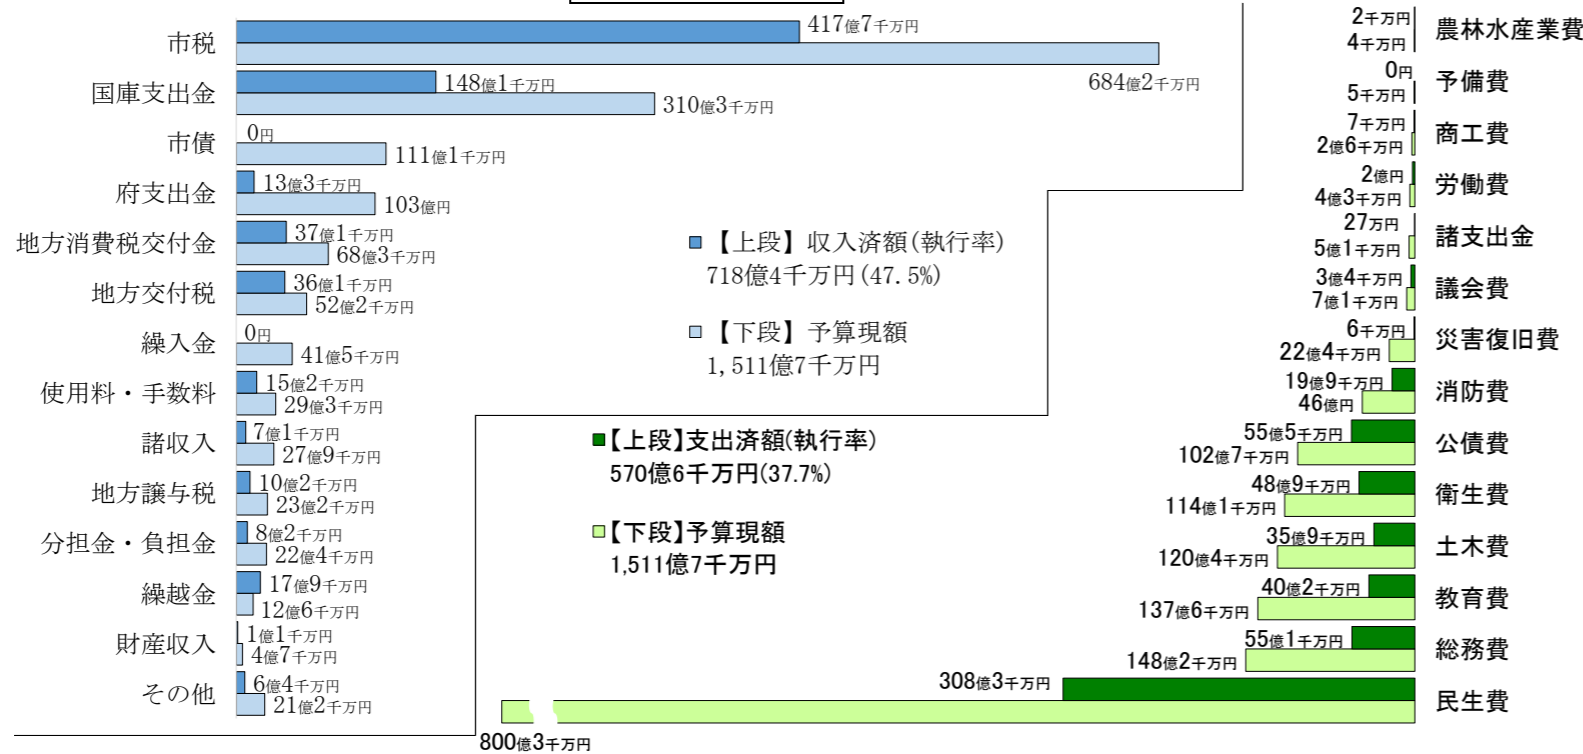 市税
417億7千万円
684億2千万円
国庫支出金
148億1千万円
310億3千万円
市債
0円
111億1千万円
府支出金
13億3千万円
103億円
地方消費税交付金
37億1千万円
68億3千万円
地方交付税
36億1千万円
52億2千万円
繰入金
0円
41億5千万円
使用料・手数料
15億2千万円
29億3千万円
諸収入
7億1千万円
27億9千万円
地方譲与税
10億2千万円
23億2千万円
分担金・負担金
8億2千万円
22億4千万円
繰越金
17億9千万円
12億6千万円
財産収入
1億1千万円
4億7千万円
その他
6億4千万円
21億2千万円
【上段】収入済額(執行率)
718億4千万円(47.5%)
【下段】予算現額
1,511億7千万円
【上段】支出済額(執行率)
570億6千万円(37.7%)
【下段】予算現額
1,511億7千万円
2千万円
4千万円
農林水産業費
0円
5千万円
予備費
7千万円
2億6千万円
商工費
2億円
4億3千万円
労働費
27万円
5億1千万円
諸支出金
3億4千万円
7億1千万円
議会費
6千万円
22億4千万円
災害復旧費
19億9千万円
46億円
消防費
55億5千万円
102億7千万円
公債費
48億9千万円
114億1千万円
衛生費
35億9千万円
120億4千万円
土木費
40億2千万円
137億6千万円
教育費
55億1千万円
148億2千万円
総務費
308億3千万円
800億3千万円
民生費